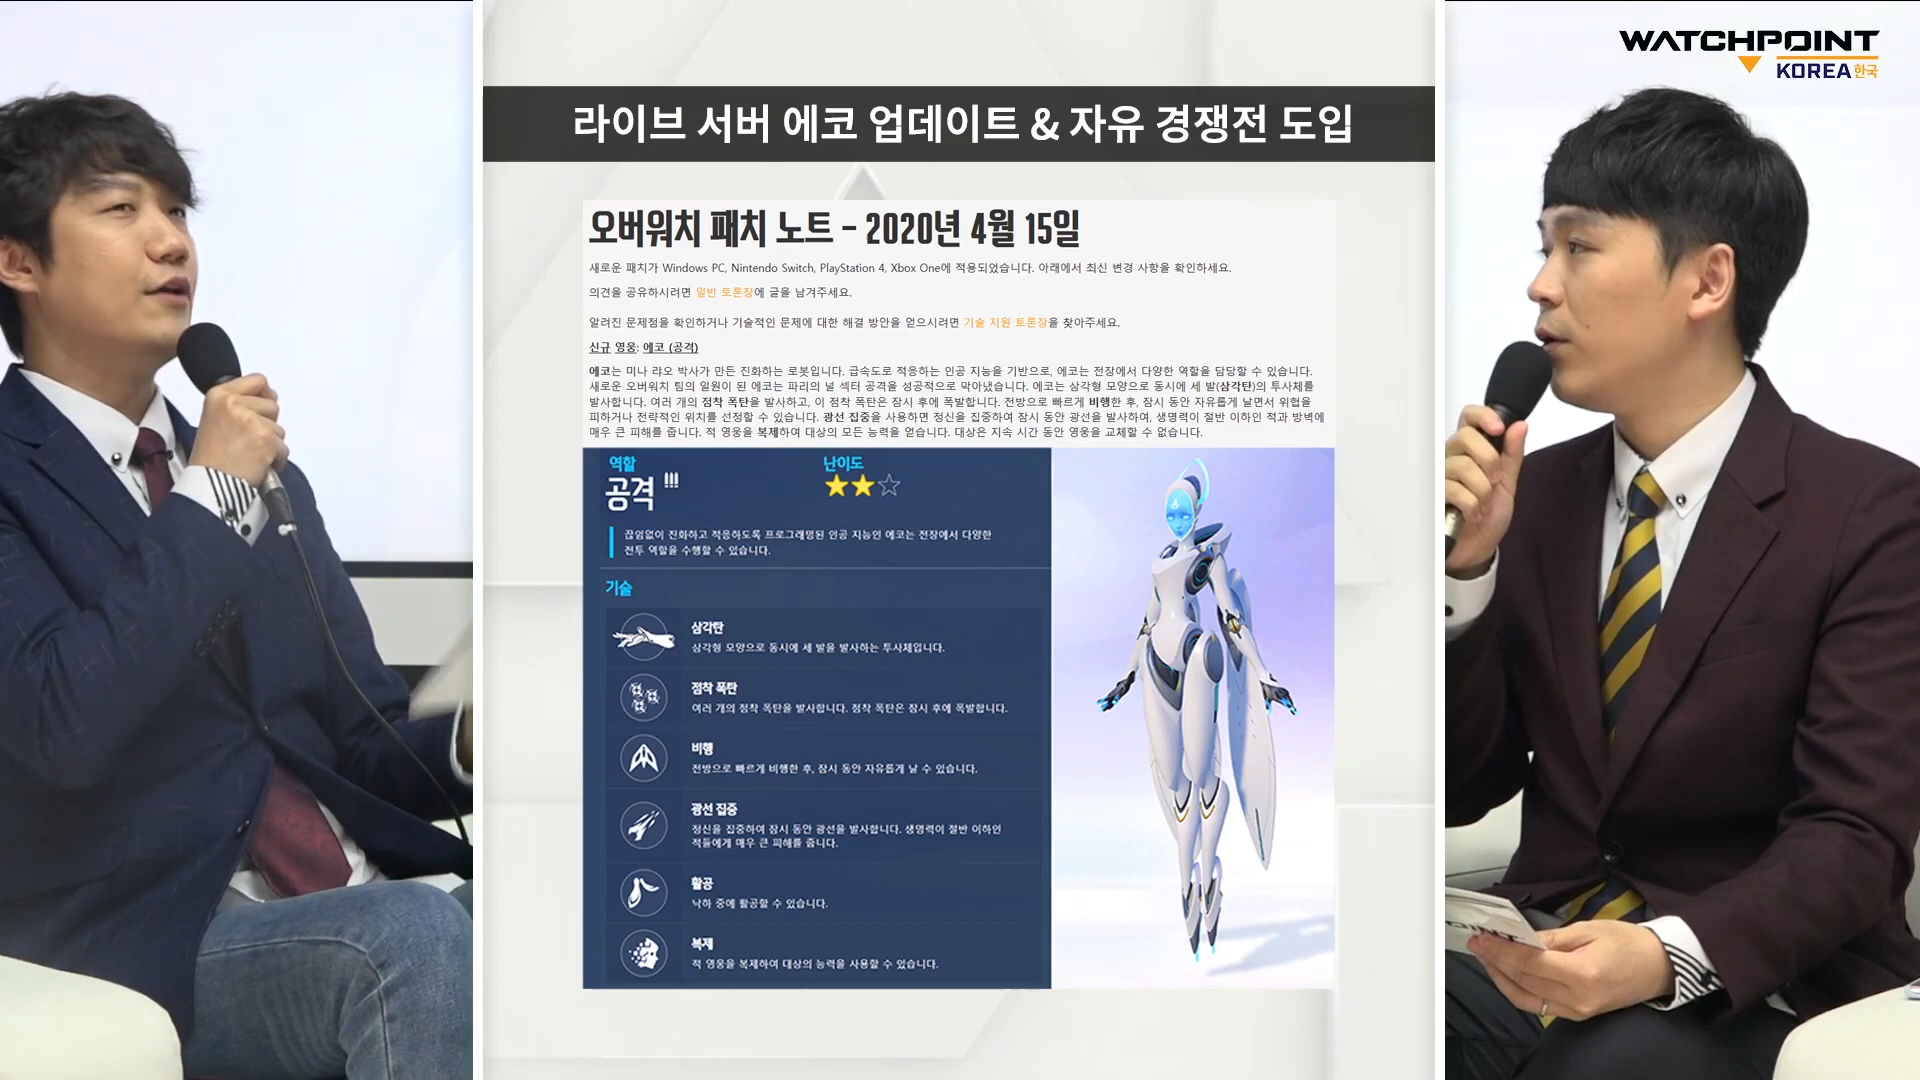 WATCHPOINT
KOREA 한국
라이브 서버 에코 업데이트 & 자유 경쟁전 도입
오버워치 패치 노트 – 2020년 4월 15일
새로운 패치가 Windows PC, Nintendo Switch, PlayStation 4, Xbox One에 적용되었습니다. 아래에서 최신 변경 사항을 확인하세요.
의견을 공유하시려면 일반 토론장에 글을 남겨주세요.
알려진 문제점을 확인하거나 기술적인 문제에 대한 해결 방안을 얻으시려면 기술 지원 토론장을 찾아주세요.
신규 영웅: 에코 (공격)
에코는 미나 랴오 박사가 만든 진화하는 로봇입니다. 급속도로 적응하는 인공 지능을 기반으로, 에코는 전장에서 다양한 역할을 담당할 수 있습니다.
새로운 오버워치 팀의 일원이 된 에코는 파리의 널 섹터 공격을 성공적으로 막아냈습니다. 에코는 삼각형 모양으로 동시에 세 발(삼각탄)의 투사체를
발사합니다. 여러 개의 점착 폭탄을 발사하고, 이 점착 폭탄은 잠시 후에 폭발합니다. 전방으로 빠르게 비행한 후, 잠시 동안 자유롭게 날면서 위협을
피하거나 전략적인 위치를 선정할 수 있습니다. 광선 집중을 사용하면 정신을 집중하여 잠시 동안 광선을 발사하여, 생명력이 절반 이하인 적과 방벽에
매우 큰 피해를 줍니다. 적 영웅을 복제하여 대상의 모든 능력을 얻습니다. 대상은 지속 시간 동안 영웅을 교체할 수 없습니다.
역할
난이도
공격
끊임없이 진화하고 적응하도록 프로그래밍된 인공 지능인 에코는 전장에서 다양한
전투 역할을 수행할 수 있습니다.
기술
삼각탄
삼각형 모양으로 동시에 세 발을 발사하는 투사체입니다.
점착 폭탄
여러 개의 점착 폭탄을 발사합니다. 점착 폭탄은 잠시 후에 폭발합니다.
비행
전방으로 빠르게 비행한 후, 잠시 동안 자유롭게 날 수 있습니다.
광선 집중
정신을 집중하여 잠시 동안 광선을 발사합니다. 생명력이 절반 이하인
적들에게 매우 큰 피해를 줍니다.
활공
낙하 중에 활공할 수 있습니다.
복제
적 영웅을 복제하여 대상의 능력을 사용할 수 있습니다.